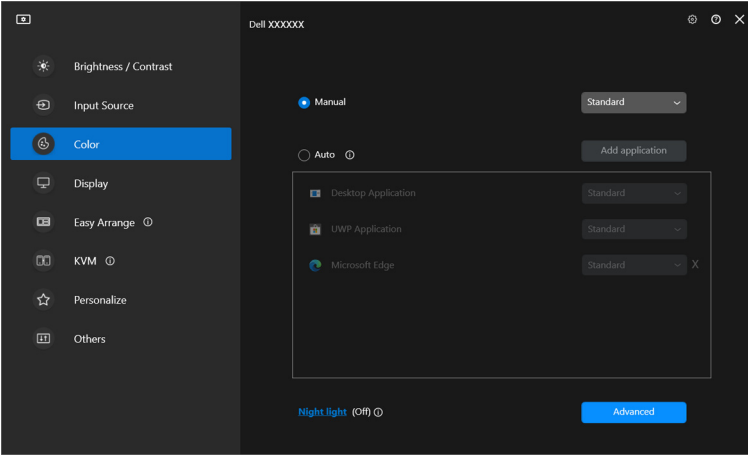 Dell XXXXXX
Brightness / Contrast
Input Source
Color
Display
Easy Arrange
KVM
Personalize
Others
Manual
Standard
Auto
Add application
Desktop Application
Standard
UWP Application
Standard
Microsoft Edge
Standard
X
Night light (Off)
Advanced